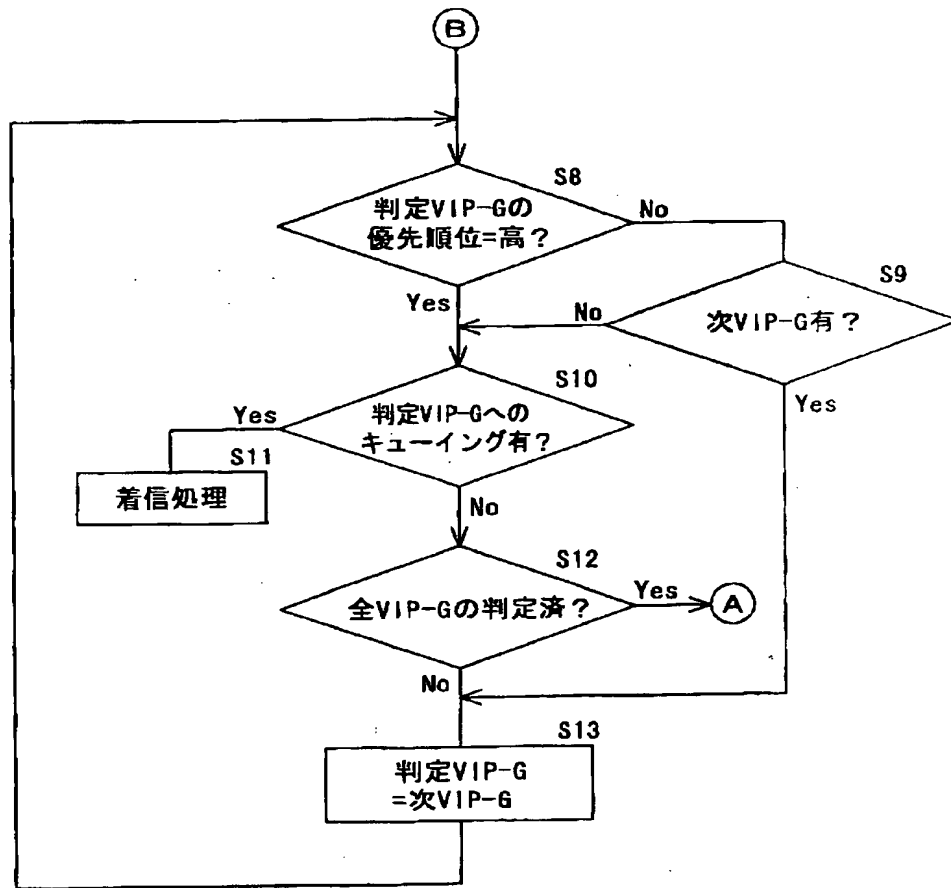 B
S8
判定VIP-Gの
優先順位=高?
No
S9
Yes
No
次VIP-G有?
S10
Yes
判定VIP-Gへの
キューイング有?
Yes
S11
着信処理
No
S12
全VIP-Gの判定済?
Yes
A
No
S13
判定VIP-G
=次VIP-G